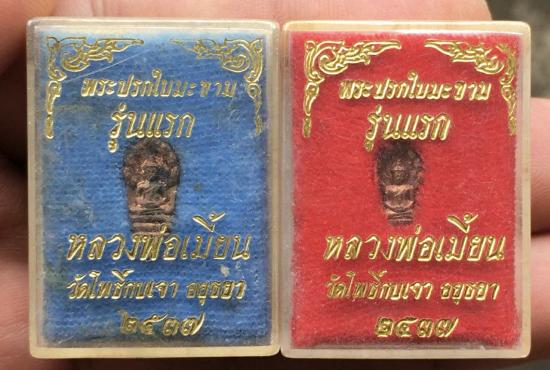 พระปรกใบมะขาม
รุ่นแรก
หลวงพ่อเมี้ยน
วัดโพธิ์กบเจา อยุธยา
๒๕๓๗
พระปรกใบมะขาม
รุ่นแรก
หลวงพ่อเมี้ยน
วัดโพธิ์กบเจา อยุธยา
๒๕๓๗